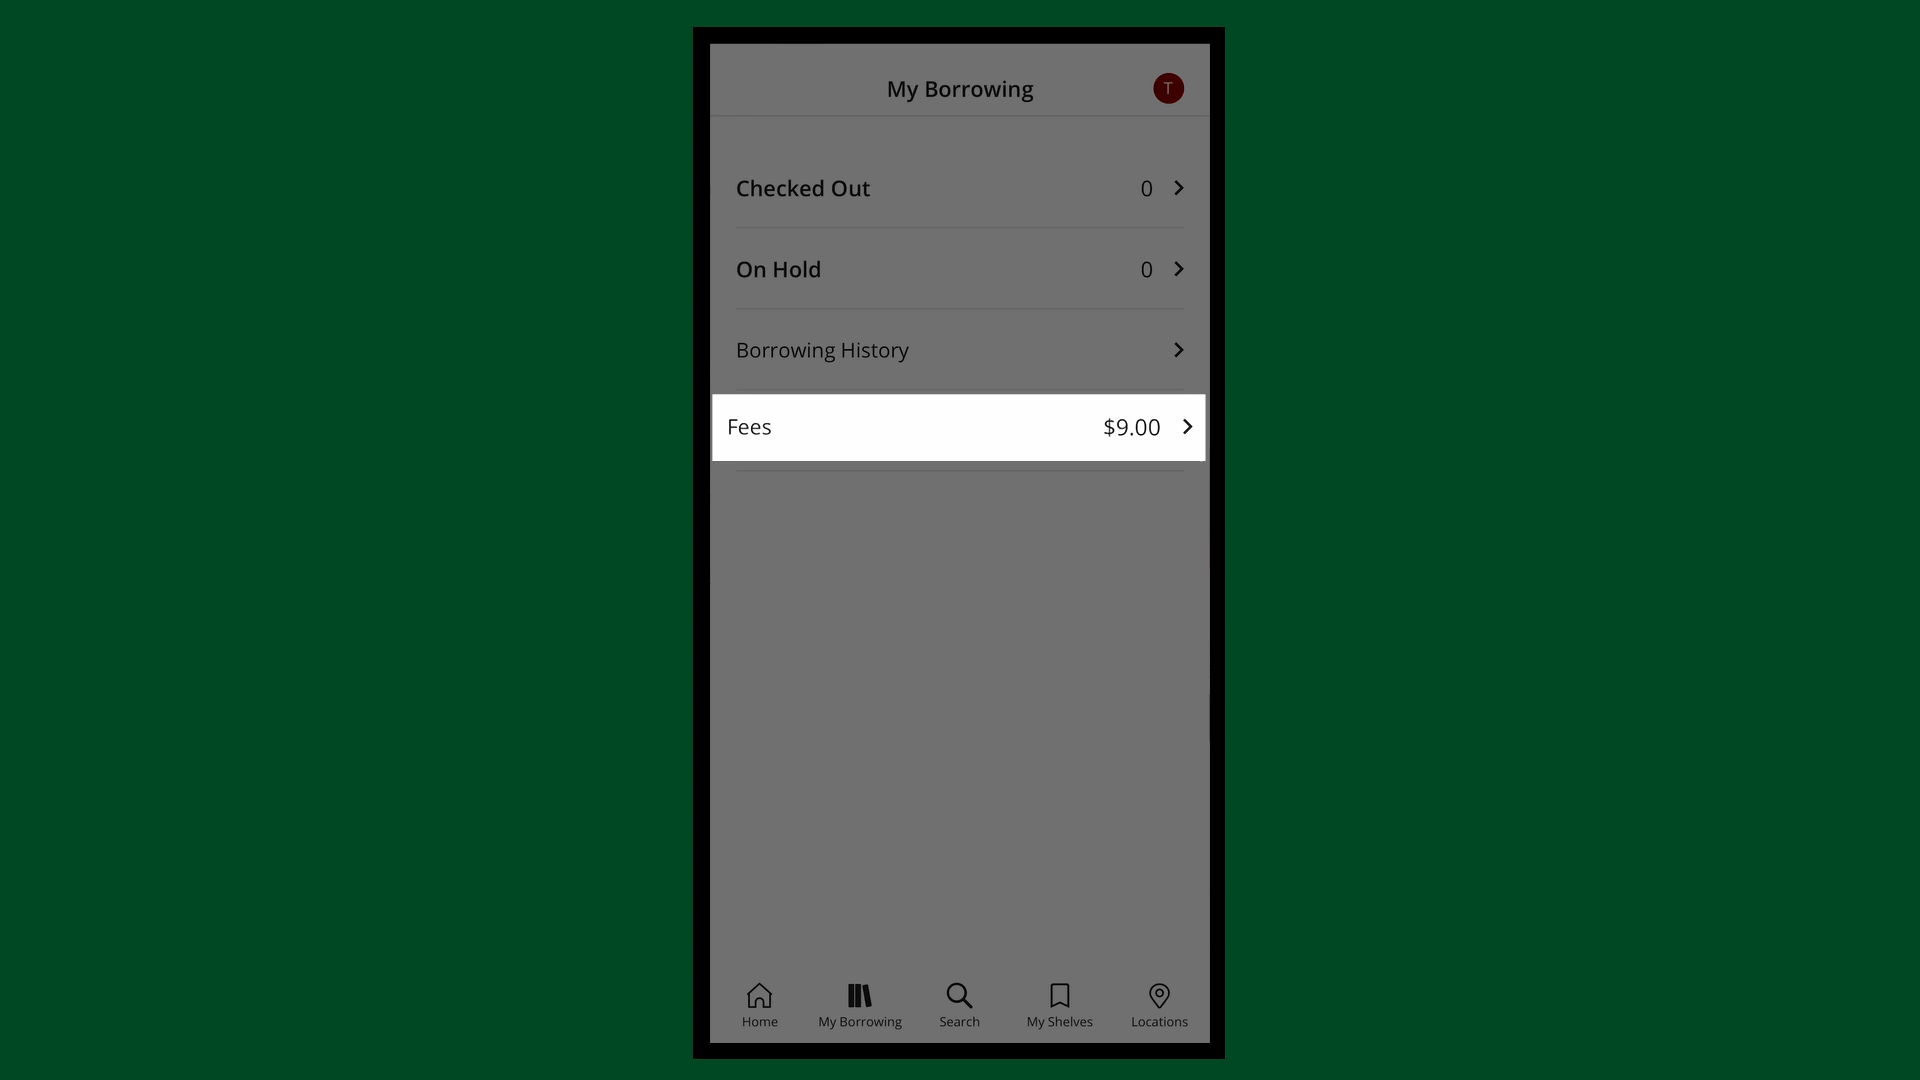 My Borrowing
T
Checked Out 0
On Hold 0
Borrowing History
Fees $9.00
Home My Borrowing Search My Shelves Locations